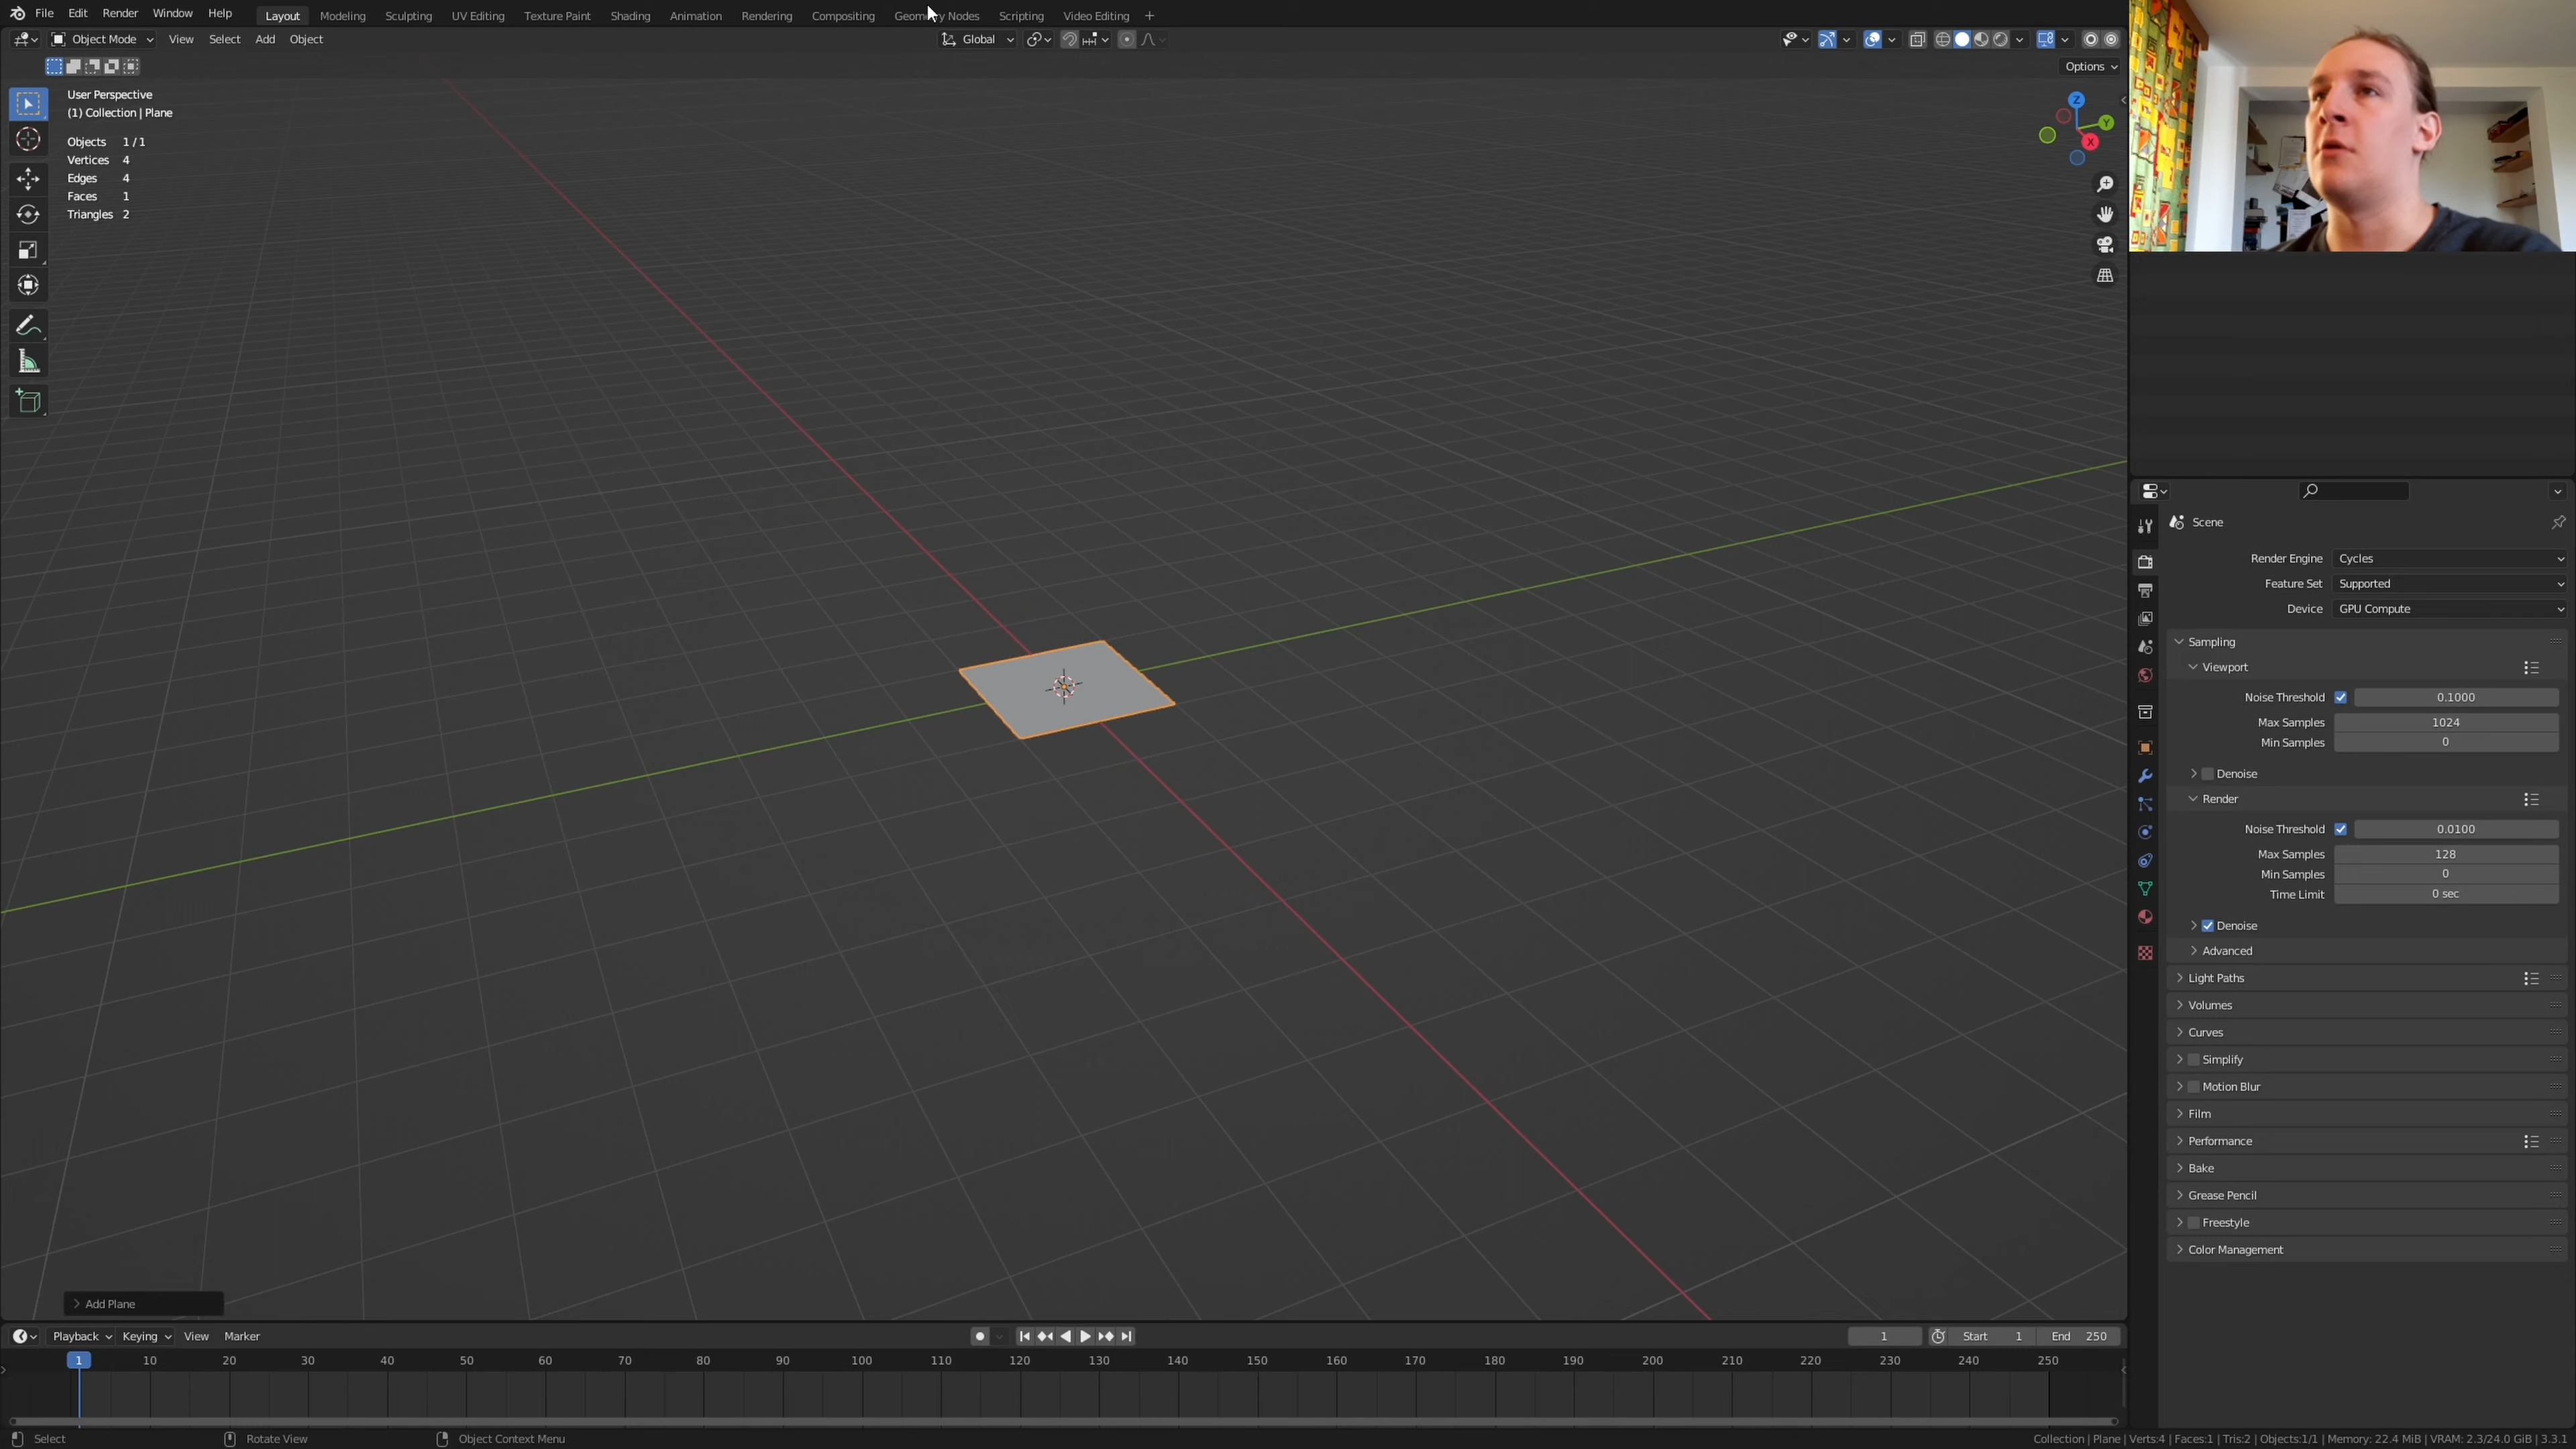 File Edit Render Window Help Layout Modeling Sculpting UV Editing Texture Paint Shading Animation Rendering Compositing Geometry Nodes Scripting Video Editing +
Object Mode View Select Add Object Global
Options
User Perspective
(1) Collection | Plane
Objects 1 / 1
Vertices 4
Edges 4
Faces 1
Triangles 2
Z
Y
X
Scene
Render Engine Cycles
Feature Set Supported
Device GPU Compute
Sampling
Viewport
Noise Threshold 0.1000
Max Samples 1024
Min Samples 0
Denoise
Render
Noise Threshold 0.0100
Max Samples 128
Min Samples 0
Time Limit 0 sec
Denoise
Advanced
Light Paths
Volumes
Curves
Simplify
Motion Blur
Film
Performance
Bake
Grease Pencil
Freestyle
Color Management
Add Plane
Playback Keying View Marker 1 Start 1 End 250
1 10 20 30 40 50 60 70 80 90 100 110 120 130 140 150 160 170 180 190 200 210 220 230 240 250
Select Rotate View Object Context Menu Collection | Plane | Verts:4 | Faces:1 | Tris:2 | Objects:1/1 | Memory: 22.4 MiB | VRAM: 2.3/24.0 GiB | 3.3.1